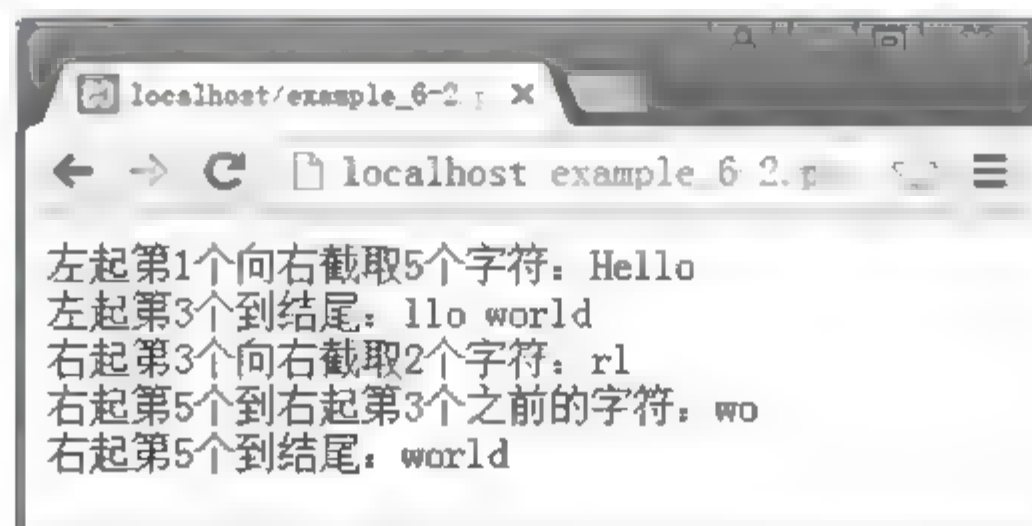 localhost/example_6-2.p
localhost example_6-2.p
左起第1个向右截取5个字符：Hello
左起第3个到结尾：llo world
右起第3个向右截取2个字符：rl
右起第5个到右起第3个之前的字符：wo
右起第5个到结尾：world